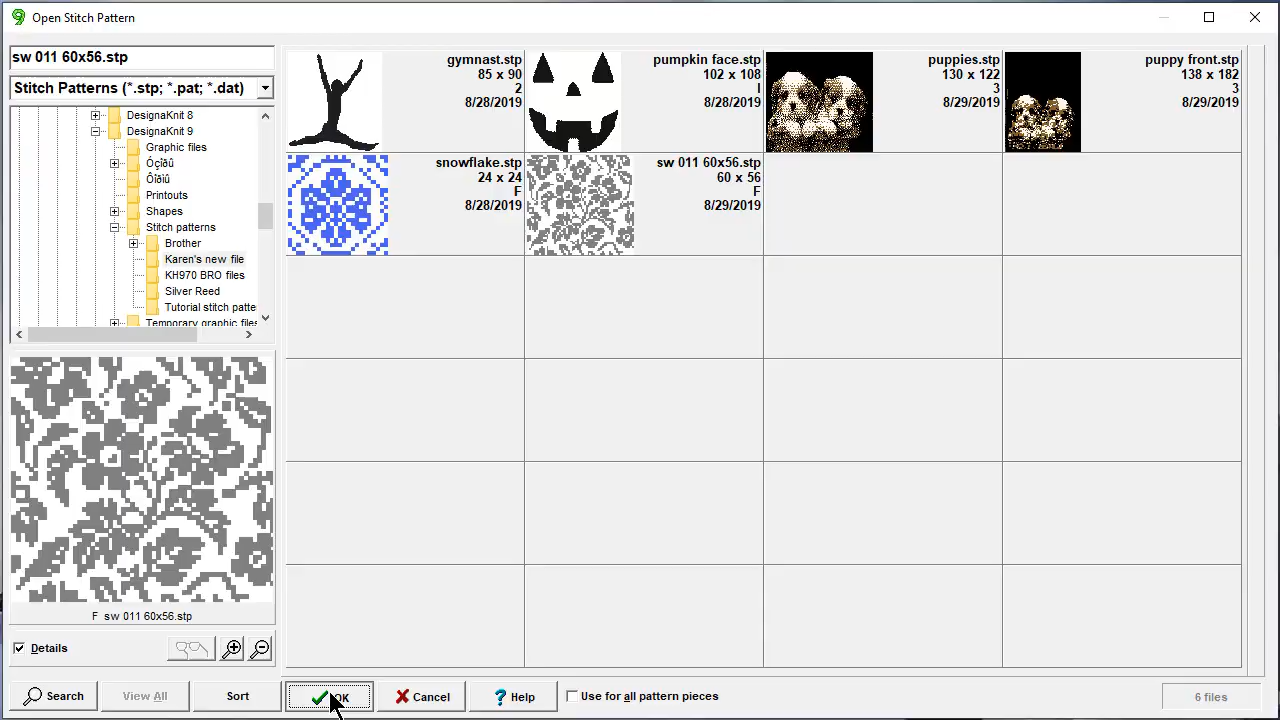 Open Stitch Pattern
sw 011 60x56.stp
Stitch Patterns (*.stp; *.pat; *.dat)
DesignaKnit 8
DesignaKnit 9
Graphic files
Óçîðû
Ôîðìû
Printouts
Shapes
Stitch patterns
Brother
Karen's new file
KH970 BRO files
Silver Reed
Tutorial stitch patte
Temporary graphic files
F sw 011 60x56.stp
Details
gymnast.stp
85 x 90
2
8/28/2019
pumpkin face.stp
102 x 108
I
8/28/2019
puppies.stp
130 x 122
3
8/29/2019
puppy front.stp
138 x 182
3
8/29/2019
snowflake.stp
24 x 24
F
8/28/2019
sw 011 60x56.stp
60 x 56
F
8/29/2019
Search
View All
Sort
OK
Cancel
Help
Use for all pattern pieces
6 files